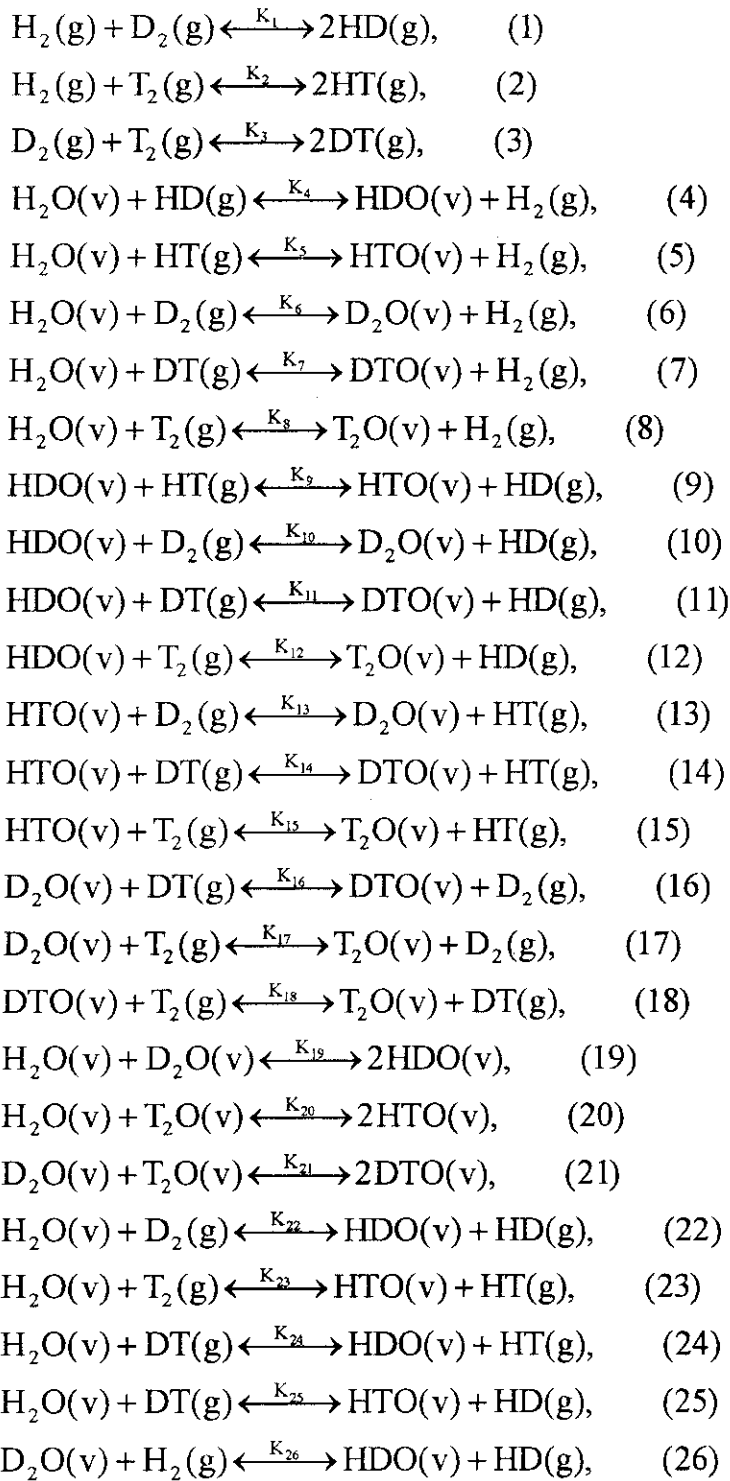 H₂(g) + D₂(g) ←K₁→ 2HD(g), (1)
H₂(g) + T₂(g) ←K₂→ 2HT(g), (2)
D₂(g) + T₂(g) ←K₃→ 2DT(g), (3)
H₂O(v) + HD(g) ←K₄→ HDO(v) + H₂(g), (4)
H₂O(v) + HT(g) ←K₅→ HTO(v) + H₂(g), (5)
H₂O(v) + D₂(g) ←K₆→ D₂O(v) + H₂(g), (6)
H₂O(v) + DT(g) ←K₇→ DTO(v) + H₂(g), (7)
H₂O(v) + T₂(g) ←K₈→ T₂O(v) + H₂(g), (8)
HDO(v) + HT(g) ←K₉→ HTO(v) + HD(g), (9)
HDO(v) + D₂(g) ←K₁₀→ D₂O(v) + HD(g), (10)
HDO(v) + DT(g) ←K₁₁→ DTO(v) + HD(g), (11)
HDO(v) + T₂(g) ←K₁₂→ T₂O(v) + HD(g), (12)
HTO(v) + D₂(g) ←K₁₃→ D₂O(v) + HT(g), (13)
HTO(v) + DT(g) ←K₁₄→ DTO(v) + HT(g), (14)
HTO(v) + T₂(g) ←K₁₅→ T₂O(v) + HT(g), (15)
D₂O(v) + DT(g) ←K₁₆→ DTO(v) + D₂(g), (16)
D₂O(v) + T₂(g) ←K₁₇→ T₂O(v) + D₂(g), (17)
DTO(v) + T₂(g) ←K₁₈→ T₂O(v) + DT(g), (18)
H₂O(v) + D₂O(v) ←K₁₉→ 2HDO(v), (19)
H₂O(v) + T₂O(v) ←K₂₀→ 2HTO(v), (20)
D₂O(v) + T₂O(v) ←K₂₁→ 2DTO(v), (21)
H₂O(v) + D₂(g) ←K₂₂→ HDO(v) + HD(g), (22)
H₂O(v) + T₂(g) ←K₂₃→ HTO(v) + HT(g), (23)
H₂O(v) + DT(g) ←K₂₄→ HDO(v) + HT(g), (24)
H₂O(v) + DT(g) ←K₂₅→ HTO(v) + HD(g), (25)
D₂O(v) + H₂(g) ←K₂₆→ HDO(v) + HD(g), (26)